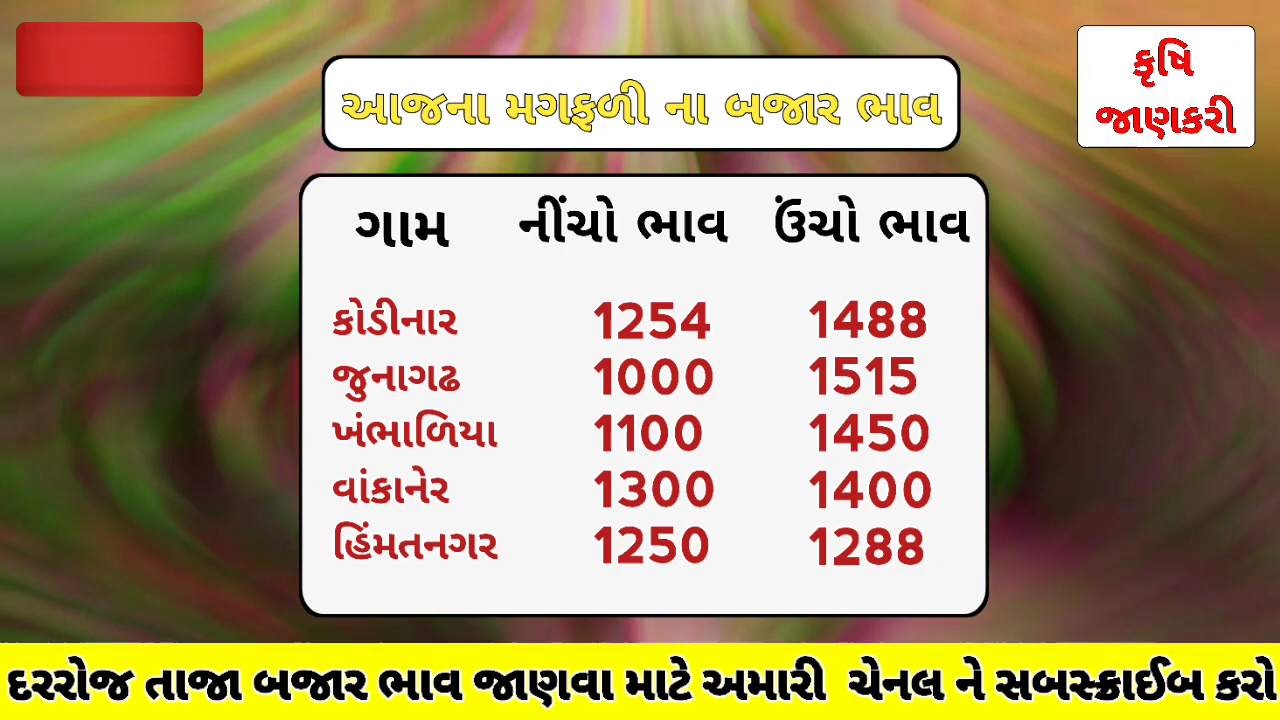 કૃષિ
જાણકરી
આજના મગફળી ના બજાર ભાવ
ગામ નીંચો ભાવ ઉંચો ભાવ
કોડીનાર 1254 1488
જુનાગઢ 1000 1515
ખંભાળિયા 1100 1450
વાંકાનેર 1300 1400
હિંમતનગર 1250 1288
દરરોજ તાજા બજાર ભાવ જાણવા માટે અમારી ચેનલ ને સબસ્ક્રાઈબ કરો